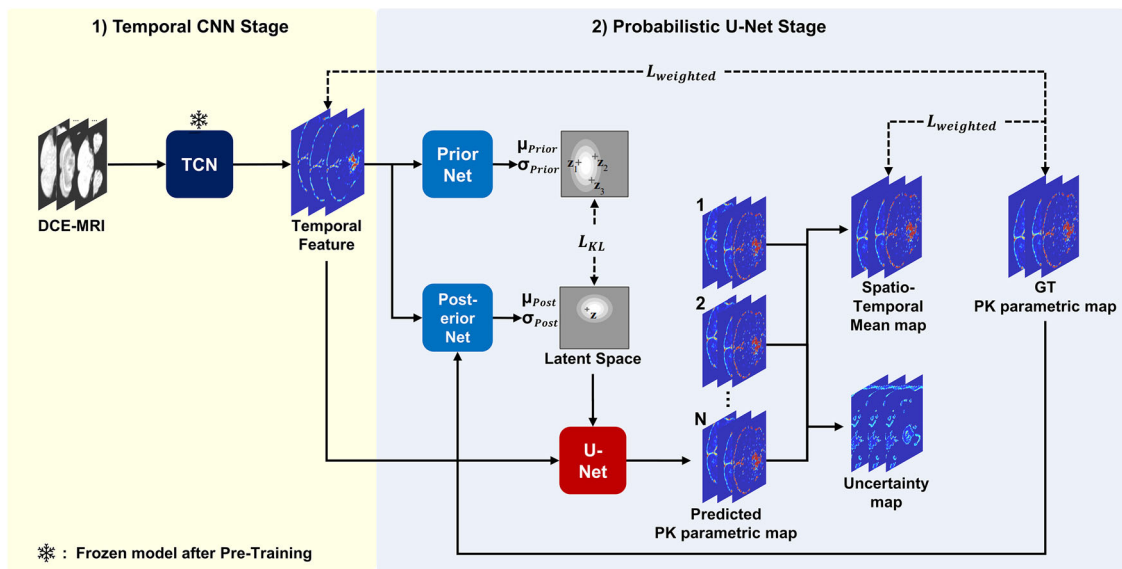 1) Temporal CNN Stage
2) Probabilistic U-Net Stage
L_weighted
L_weighted
TCN
DCE-MRI
Temporal
Feature
Prior
Net
μ_Prior
σ_Prior
z_1
z_2
z_3
L_KL
Post-
erior
Net
μ_Post
σ_Post
z
Latent Space
U-
Net
1
2
⋮
N
Predicted
PK parametric map
Spatio-
Temporal
Mean map
Uncertainty
map
GT
PK parametric map
: Frozen model after Pre-Training